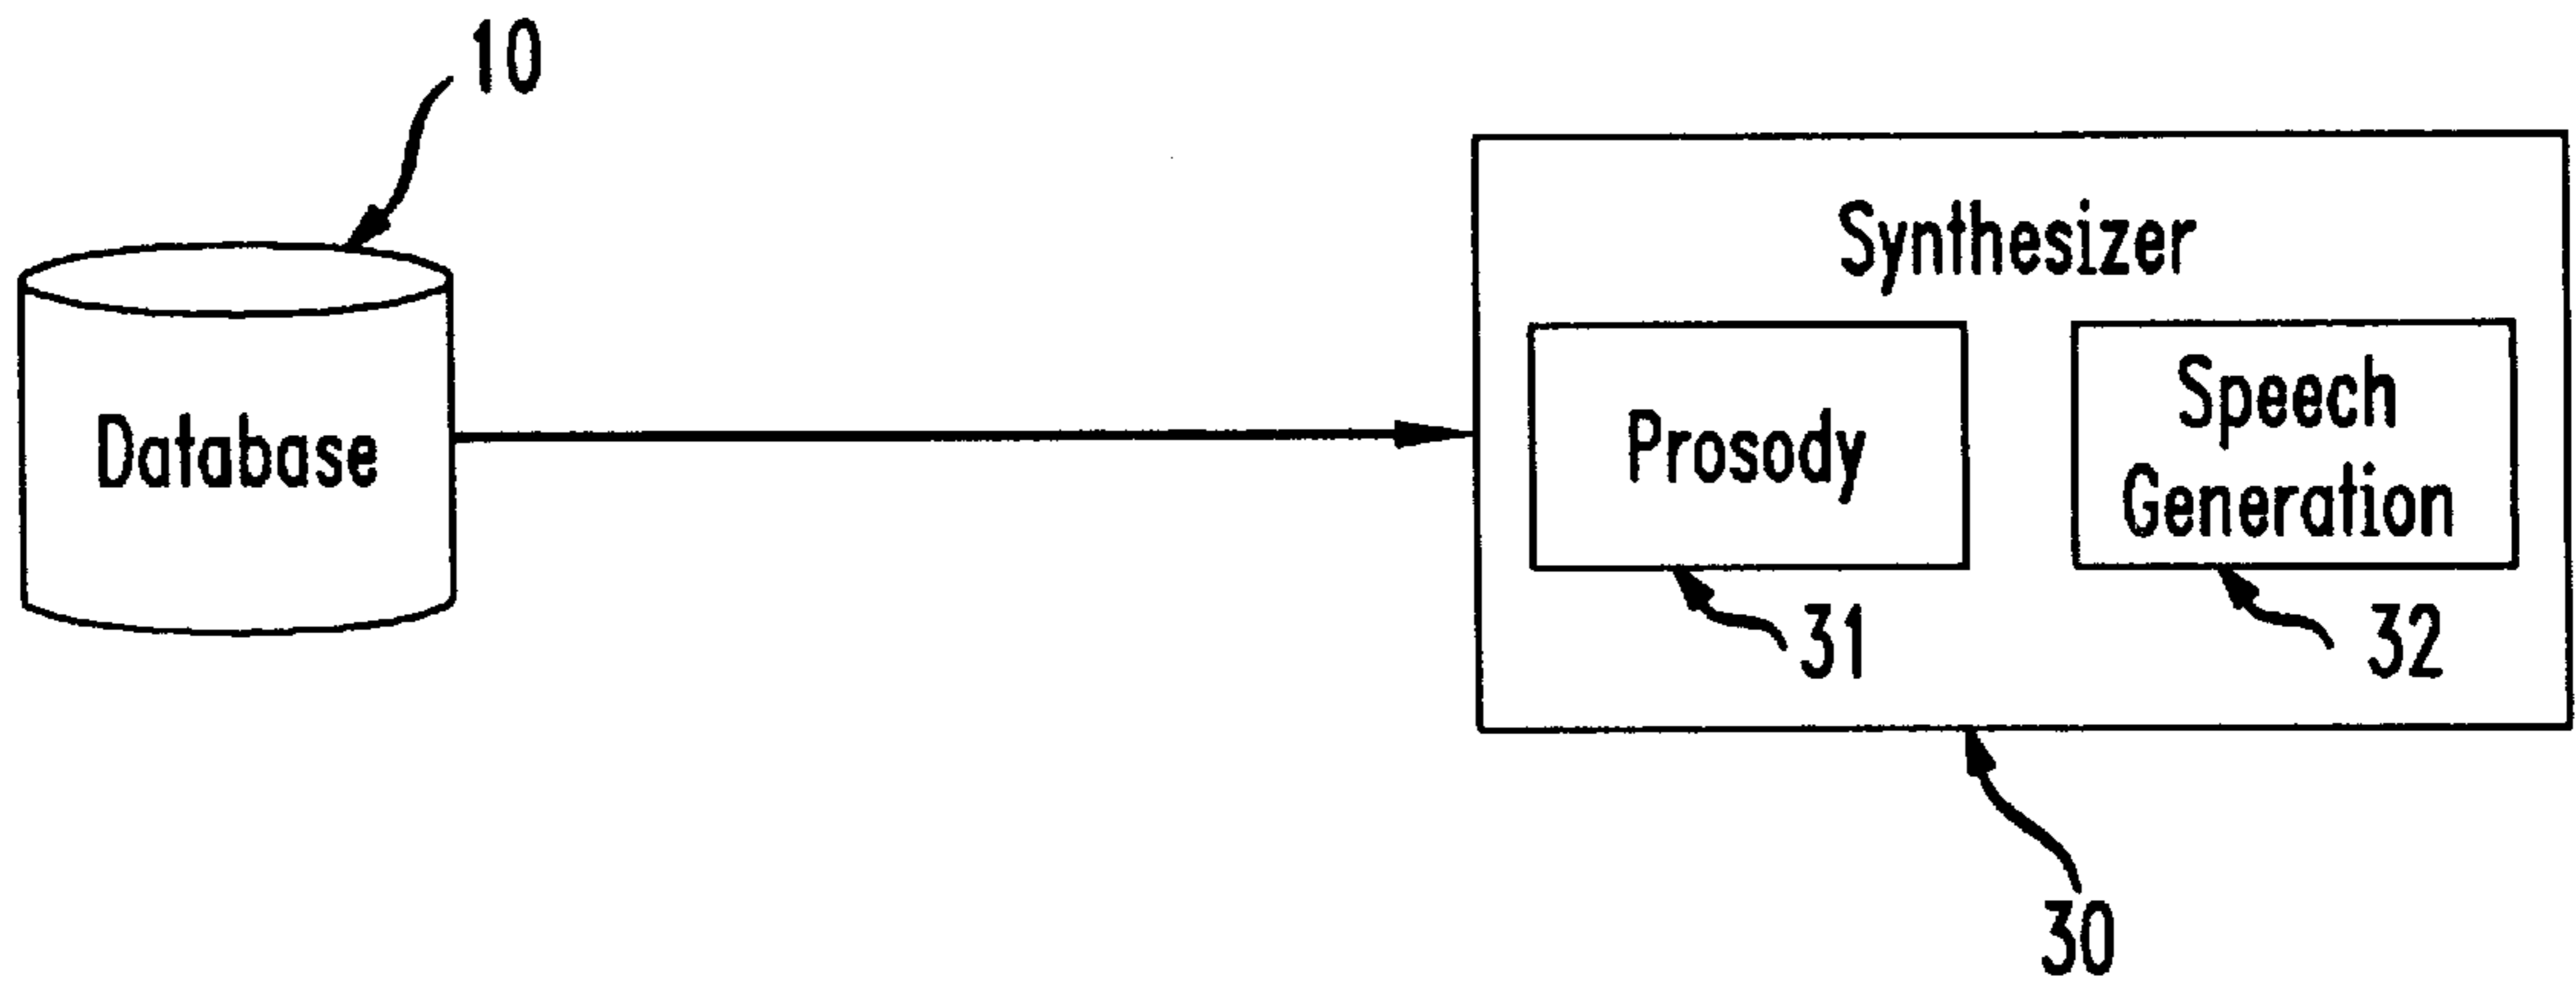 10
Synthesizer
Database
Prosody
Speech
Generation
31
32
30